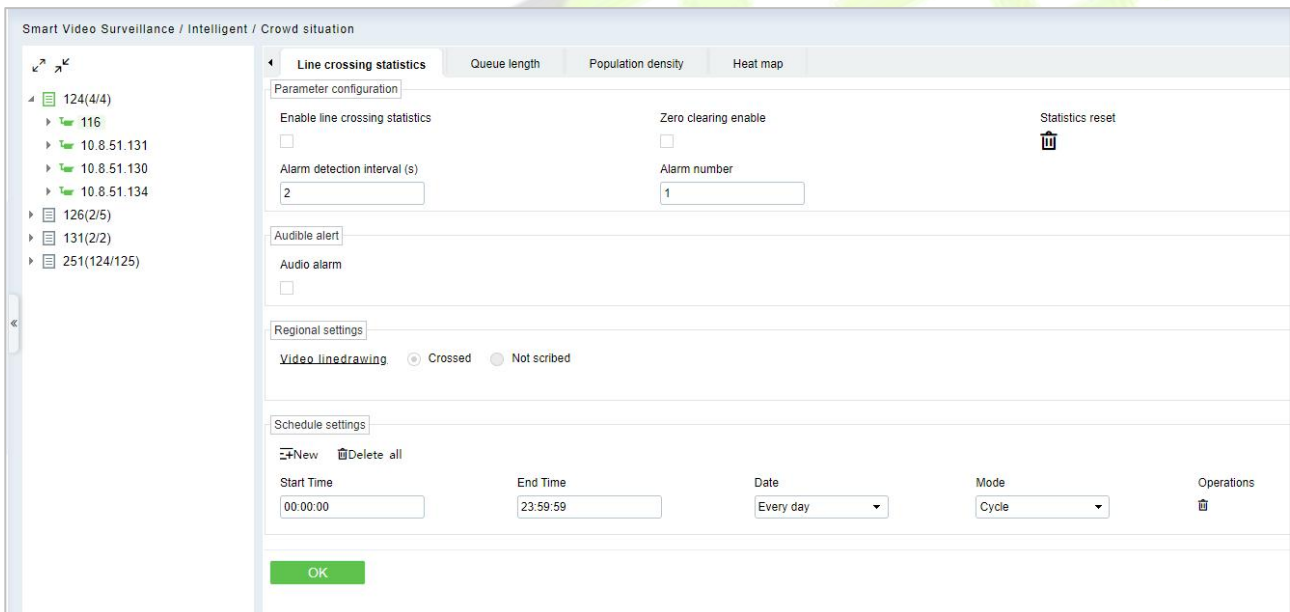 Smart Video Surveillance / Intelligent / Crowd situation
124(4/4)
116
10.8.51.131
10.8.51.130
10.8.51.134
126(2/5)
131(2/2)
251(124/125)
Line crossing statistics Queue length Population density Heat map
Parameter configuration
Enable line crossing statistics Zero clearing enable Statistics reset
Alarm detection interval (s) Alarm number
2 1
Audible alert
Audio alarm
Regional settings
Video linedrawing Crossed Not scribed
Schedule settings
New Delete all
Start Time End Time Date Mode Operations
00:00:00 23:59:59 Every day Cycle
OK